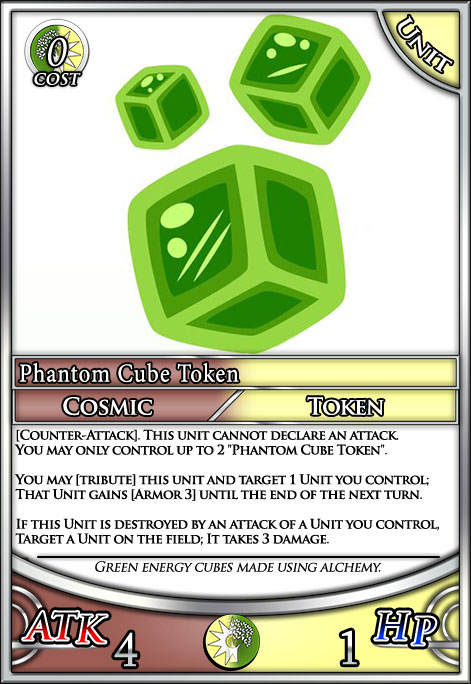 0
COST
UNIT
Phantom Cube Token
Cosmic
Token
[Counter-Attack]. This unit cannot declare an attack.
You may only control up to 2 "Phantom Cube Token".
You may [Tribute] this unit and target 1 Unit you control;
That Unit gains [Armor 3] until the end of the next turn.
If this Unit is destroyed by an attack of a Unit you control,
Target a Unit on the field; It takes 3 damage.
Green energy cubes made using alchemy.
ATK 4
1 HP